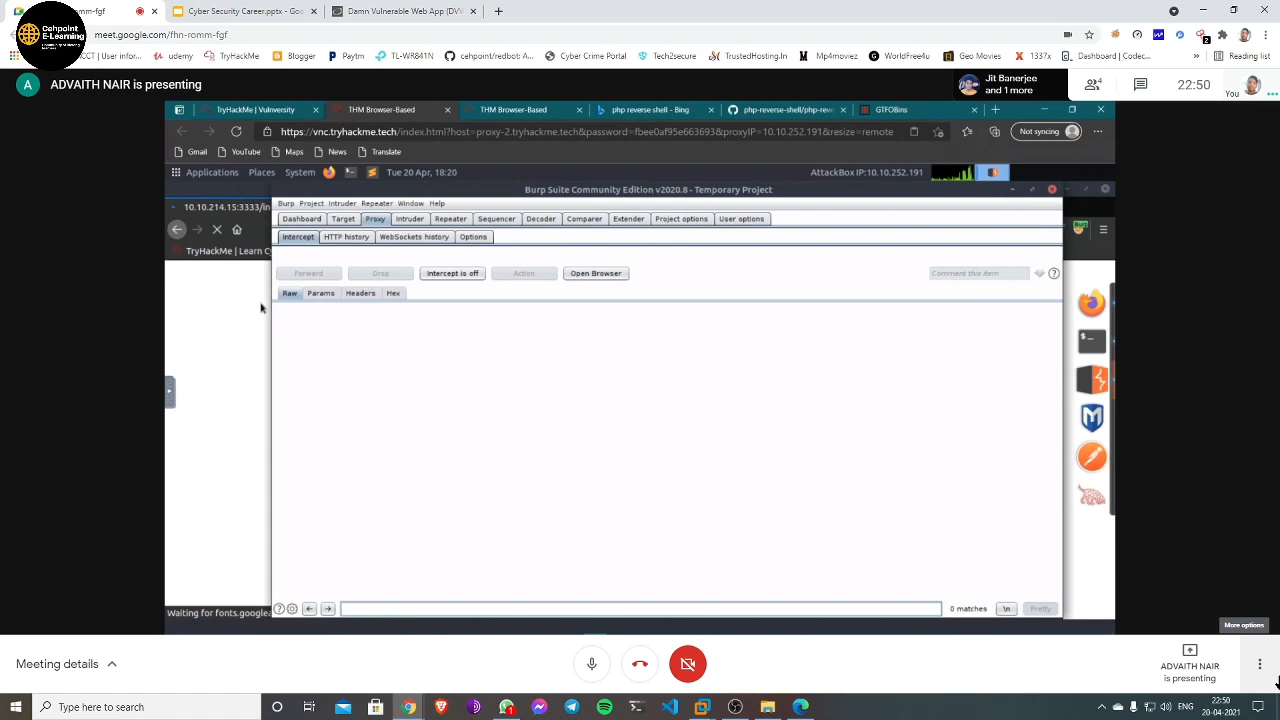 Cyber Security Career.pptx - Goo
Damn Vulnerable Web App (DVW
Cehpoint
E-Learning
meet.google.com/fhn-romm-fgf
CCT| User inf
udemy
TH|Account
Blogger
Paytm
TL-WR841N
cehpoint/redbot: A
Cyber Crime Portal
Tech2secure
TrustedHosting.In
Mp4moviez
WorldFree4u
Geo Movies
1337x
Dashboard | Codec...
»
Reading list
A
ADVAITH NAIR is presenting
Jit Banerjee
and 1 more
4
22:50
You
TryHackMe | Vulnversity
THM Browser-Based
THM Browser-Based
php reverse shell - Bing
php-reverse-shell/php-reve
GTFOBins
https://vnc.tryhackme.tech/index.html?host=proxy-2.tryhackme.tech&password=fbee0af95e663693&proxyIP=10.10.252.191&resize=remote
Not syncing
Gmail
YouTube
Maps
News
Translate
Applications Places System
Tue 20 Apr, 18:20
AttackBox IP:10.10.252.191
Burp Suite Community Edition v2020.8 - Temporary Project
10.10.214.15:3333/in
Burp Project Intruder Repeater Window Help
Dashboard Target Proxy Intruder Repeater Sequencer Decoder Comparer Extender Project options User options
Intercept HTTP history WebSockets history Options
TryHackMe | Learn Cy
Forward Drop Intercept is off Action Open Browser
Comment this item
Raw Params Headers Hex
0 matches
\n
Pretty
Waiting for fonts.googlea
More options
Meeting details
ADVAITH NAIR
is presenting
Type here to search
1
ENG
22:50
20-04-2021